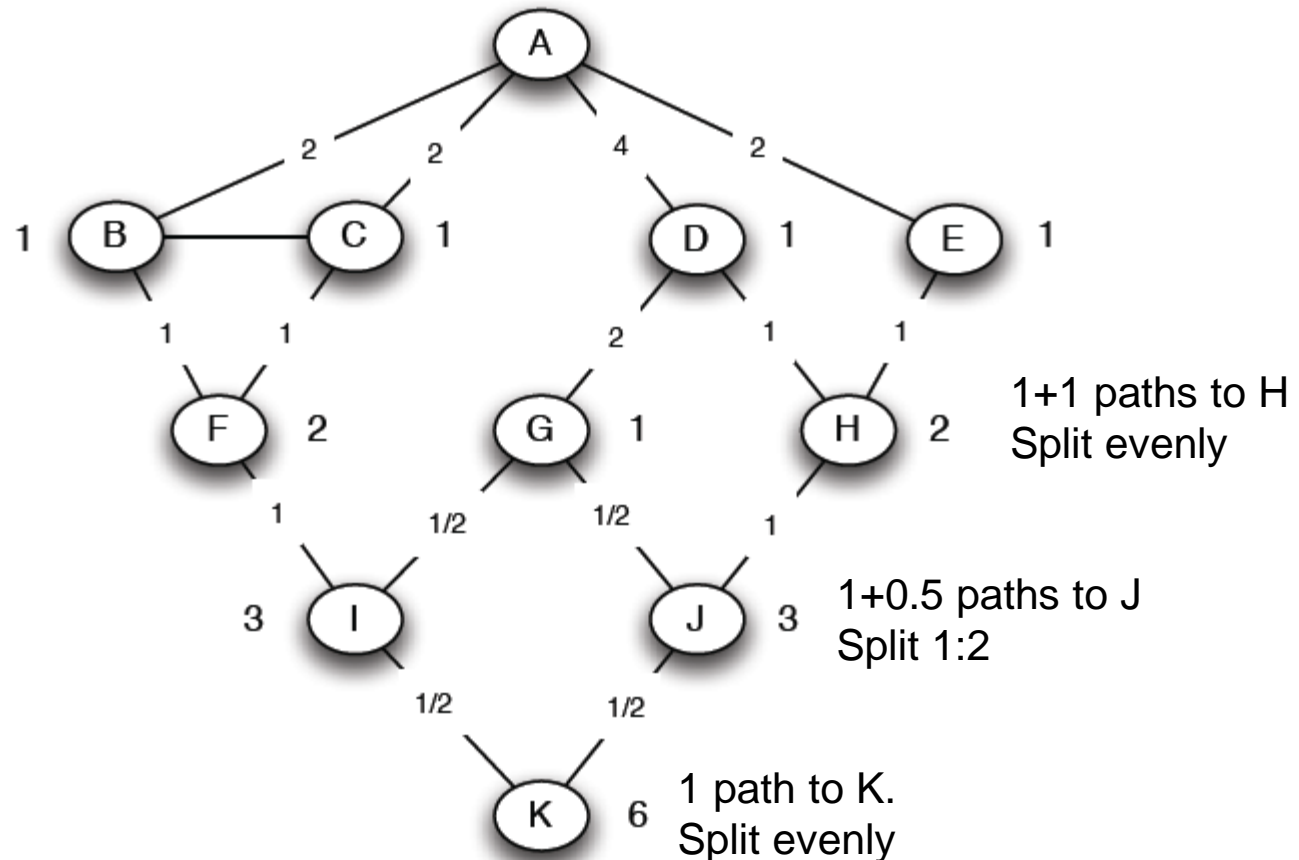 A
2 2 4 2
1 B C 1 D 1 E 1
1 1 2 1 1
F 2 G 1 H 2
1+1 paths to H
Split evenly
1 1/2 1/2 1
3 I J 3
1+0.5 paths to J
Split 1:2
1/2 1/2
K 6
1 path to K.
Split evenly